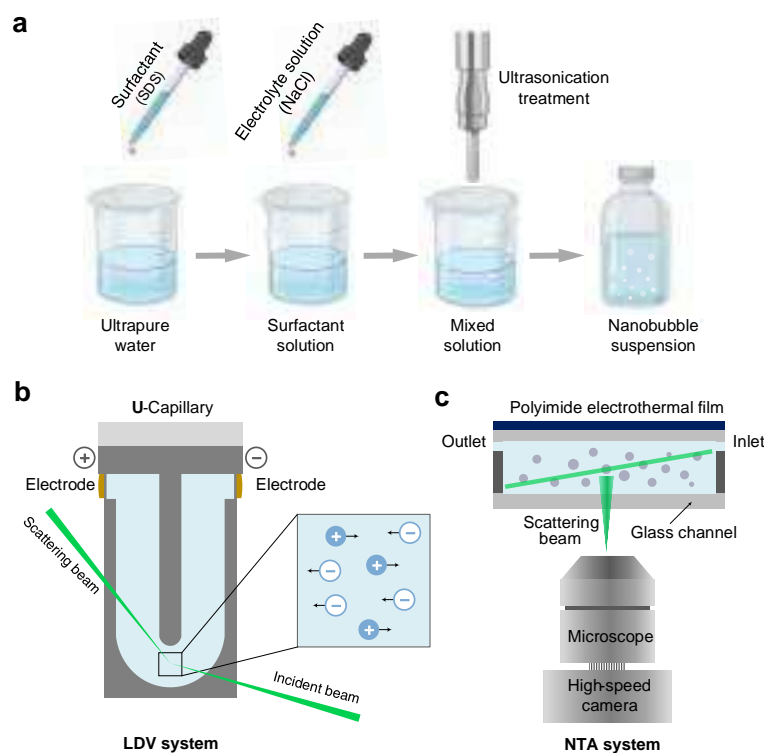 a
Surfactant
(SDS)
Electrolyte solution
(NaCl)
Ultrasonication
treatment
Ultrapure
water
Surfactant
solution
Mixed
solution
Nanobubble
suspension
b
U-Capillary
+
−
Electrode
Electrode
Scattering beam
+
−
−
+
−
−
+
Incident beam
LDV system
c
Polyimide electrothermal film
Outlet
Inlet
Scattering
beam
Glass channel
Microscope
High-speed
camera
NTA system